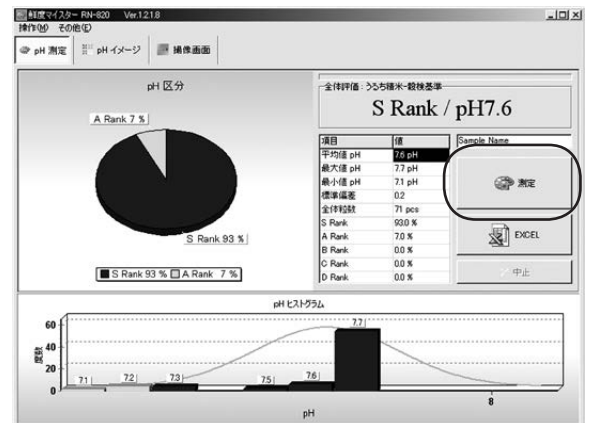 鮮度マイスター RN-820 Ver.1.2.1.8
操作(M) その他(E)
pH 測定 pH イメージ 撮像画面
pH 区分
A Rank 7 %
S Rank 93 %
S Rank 93 % A Rank 7 %
全体評価:うるち精米-穀検基準
S Rank / pH7.6
項目 値
平均値 pH 7.6 pH
最大値 pH 7.7 pH
最小値 pH 7.1 pH
標準偏差 0.2
全体粒数 71 pcs
S Rank 93.0 %
A Rank 7.0 %
B Rank 0.0 %
C Rank 0.0 %
D Rank 0.0 %
Sample Name
測定
EXCEL
中止
pH ヒストグラム
度数
60
40
20
0
7.1 7.2 7.3 7.5 7.6 7.7
8
pH